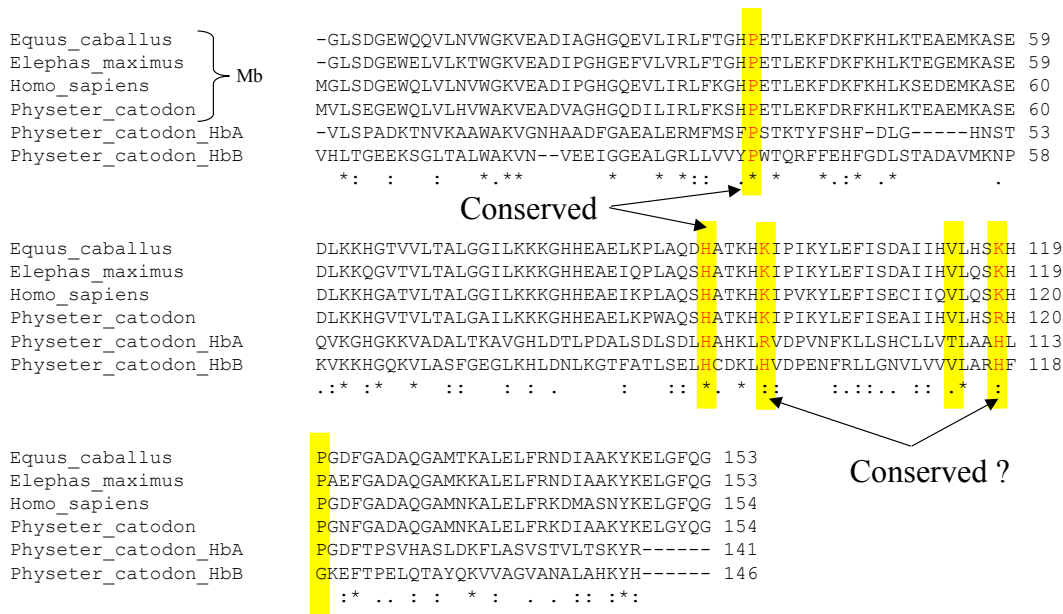 Equus_caballus -GLSDGEWQQVLNVWGKVEADIAGHGQEVLIRLFTGHPETLEKFDKFKHLKTEAEMKASE 59
Elephas_maximus -GLSDGEWELVLKTWGKVEADIPGHGEFVLVRLFTGHPETLEKFDKFKHLKTEGEMKASE 59
Homo_sapiens MGLSDGEWQLVLNVWGKVEADIPGHGQEVLIRLFKGHPETLEKFDKFKHLKSEDEMKASE 60
Physeter_catodon MVLSEGEWQLVLHVWAKVEADVAGHGQDILIRLFKSHPETLEKFDRFKHLKTEAEMKASE 60
Physeter_catodon_HbA -VLSPADKTNVKAAWAKVGNHAADFGAEALERMFMSFPSTKTYFSHF-DLG-----HNST 53
Physeter_catodon_HbB VHLTGEEKSGLTALWAKVN--VEEIGGEALGRLLVVYPWTQRFFEHFGDLSTADAVMKNP 58
*: : : *.** * * *:: .* * *.:*.* .
Mb
Conserved
Equus_caballus DLKKHGTVVLTALGGILKKKGHHEAELKPLAQDHATKHKIPIKYLEFISDAIIHVLHSKH 119
Elephas_maximus DLKKQGVTVLTALGGILKKKGHHEAEIQPLAQSHATKHKIPIKYLEFISDAIIHVLQSKH 119
Homo_sapiens DLKKHGATVLTALGGILKKKGHHEAEIKPLAQSHATKHKIPVKYLEFISECIIQVLQSKH 120
Physeter_catodon DLKKHGVTVLTALGAILKKKGHHEAELKPWAQSHATKHKIPIKYLEFISEAIIHVLHSRH 120
Physeter_catodon_HbA QVKGHGKKVADALTKAVGHLDTLPDALSDLSDLHAHKLRVDPVNFKLLSHCLLVTLAAHL 113
Physeter_catodon_HbB KVKKHGQKVLASFGEGLKHLDNLKGTFATLSELHCDKLHVDPENFRLLGNVLVVVLARHF 118
.:* :* * :: : : . : :: *. * :: .::.. :: .* :
Conserved ?
Equus_caballus PGDFGADAQGAMTKALELFRNDIAAKYKELGFQG 153
Elephas_maximus PAEFGADAQGAMKKALELFRNDIAAKYKELGFQG 153
Homo_sapiens PGDFGADAQGAMNKALELFRKDMASNYKELGFQG 154
Physeter_catodon PGNFGADAQGAMNKALELFRKDIAAKYKELGYQG 154
Physeter_catodon_HbA PGDFTPSVHASLDKFLASVSTVLTSKYR------ 141
Physeter_catodon_HbB GKEFTPELQTAYQKVVAGVANALAHKYH------ 146
:* .. : * : . :: :*: